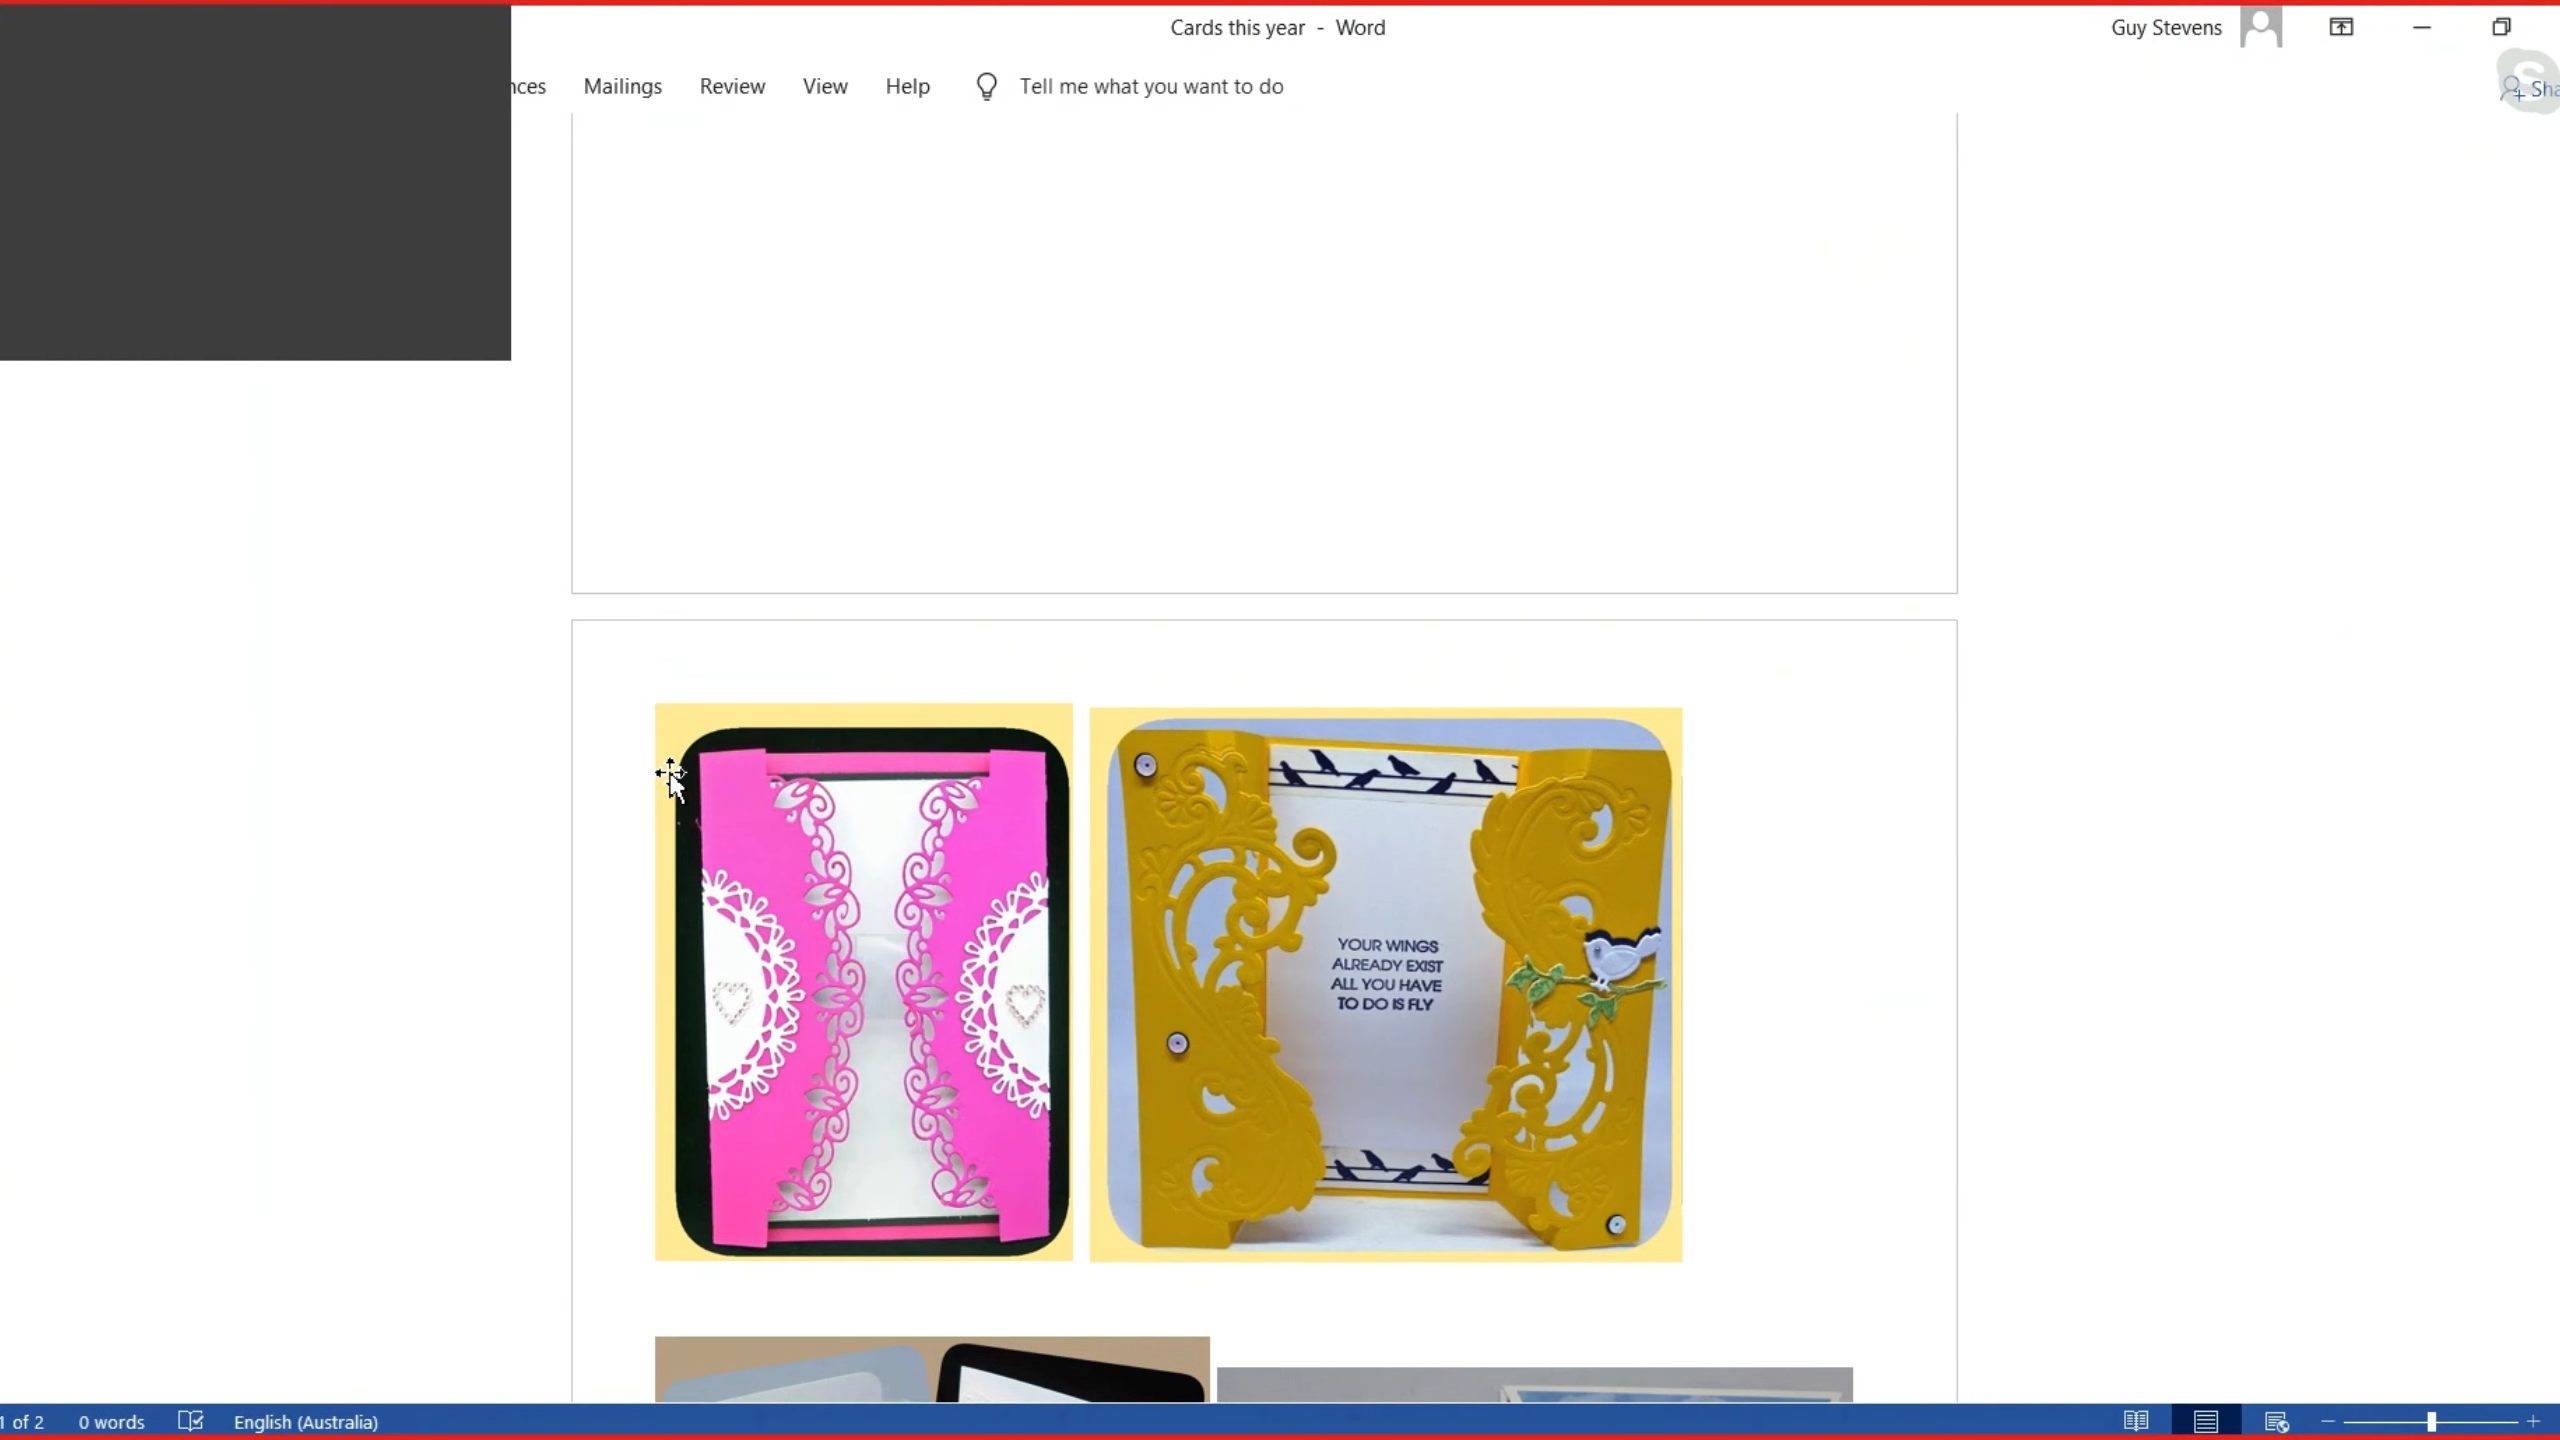 Cards this year - Word
Guy Stevens
nces Mailings Review View Help Tell me what you want to do
Sha
YOUR WINGS
ALREADY EXIST
ALL YOU HAVE
TO DO IS FLY
1 of 2 0 words English (Australia)